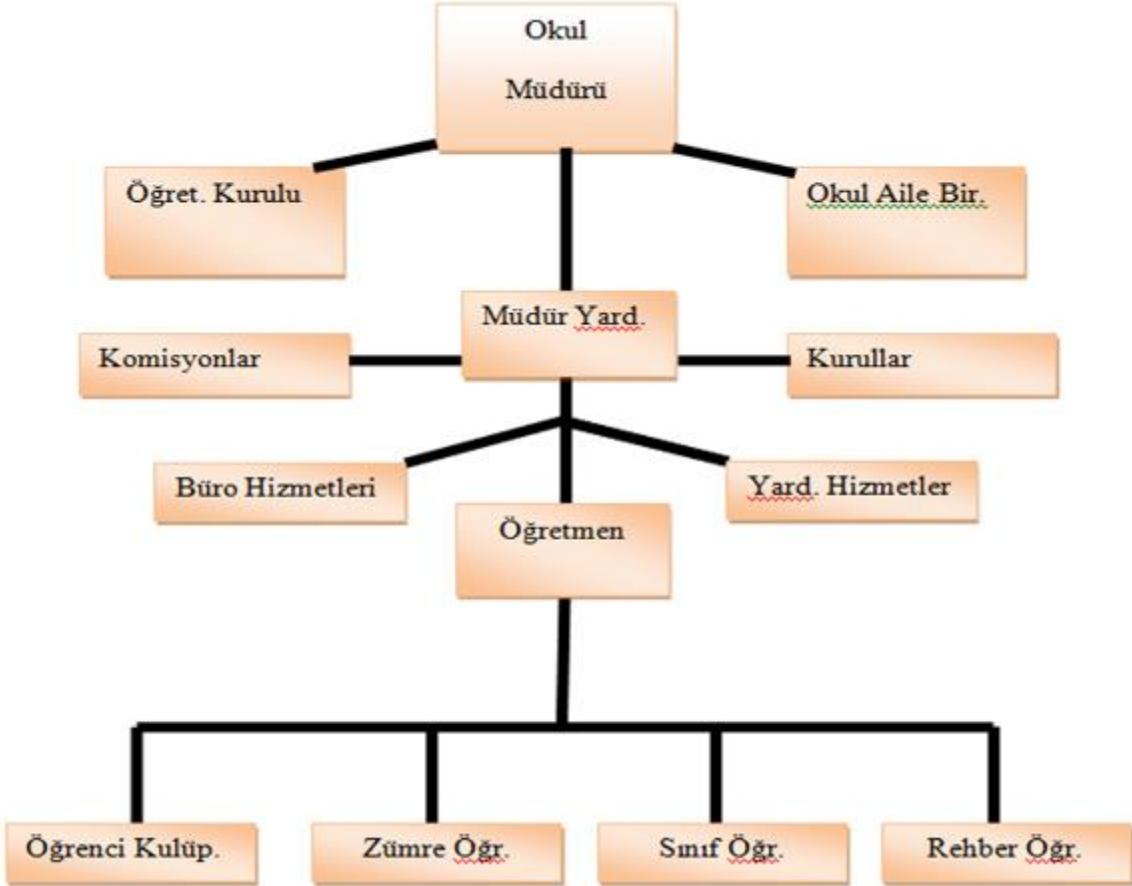 Okul
Müdürü
Öğret. Kurulu
Okul Aile Bir.
Müdür Yard.
Komisyonlar
Kurullar
Büro Hizmetleri
Yard. Hizmetler
Öğretmen
Öğrenci Kulüp.
Zümre Öğr.
Sınıf Öğr.
Rehber Öğr.